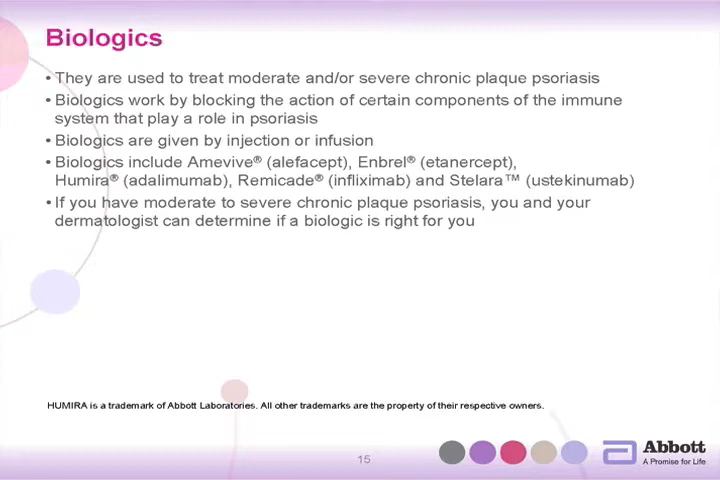 Biologics
• They are used to treat moderate and/or severe chronic plaque psoriasis
• Biologics work by blocking the action of certain components of the immune
system that play a role in psoriasis
• Biologics are given by injection or infusion
• Biologics include Amevive® (alefacept), Enbrel® (etanercept),
Humira® (adalimumab), Remicade® (infliximab) and Stelara™ (ustekinumab)
• If you have moderate to severe chronic plaque psoriasis, you and your
dermatologist can determine if a biologic is right for you
HUMIRA is a trademark of Abbott Laboratories. All other trademarks are the property of their respective owners.
15
Abbott
A Promise for Life